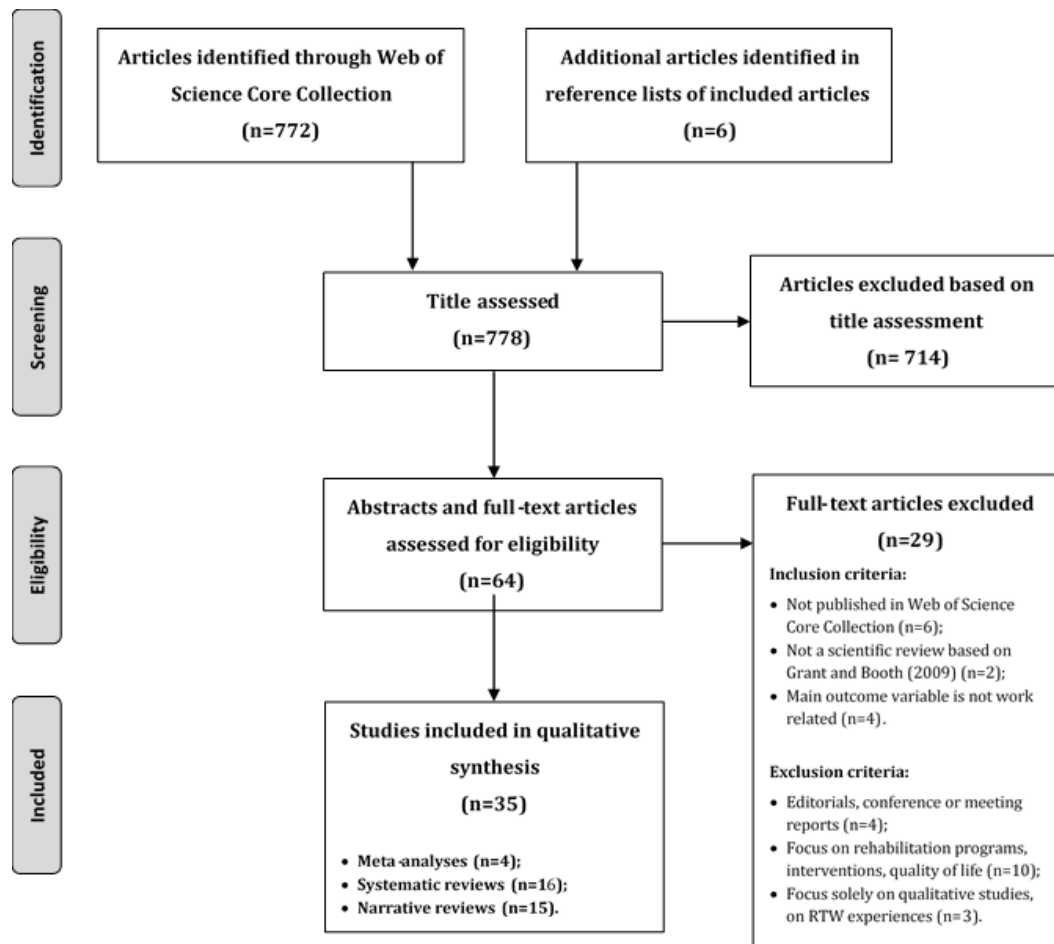 Identification
Articles identified through Web of
Science Core Collection
(n=772)
Additional articles identified in
reference lists of included articles
(n=6)
Screening
Title assessed
(n=778)
Articles excluded based on
title assessment
(n= 714)
Eligibility
Abstracts and full-text articles
assessed for eligibility
(n=64)
Full-text articles excluded
(n=29)
Inclusion criteria:
• Not published in Web of Science
Core Collection (n=6);
• Not a scientific review based on
Grant and Booth (2009) (n=2);
• Main outcome variable is not work
related (n=4).
Exclusion criteria:
• Editorials, conference or meeting
reports (n=4);
• Focus on rehabilitation programs,
interventions, quality of life (n=10);
• Focus solely on qualitative studies,
on RTW experiences (n=3).
Included
Studies included in qualitative
synthesis
(n=35)
• Meta-analyses (n=4);
• Systematic reviews (n=16);
• Narrative reviews (n=15).